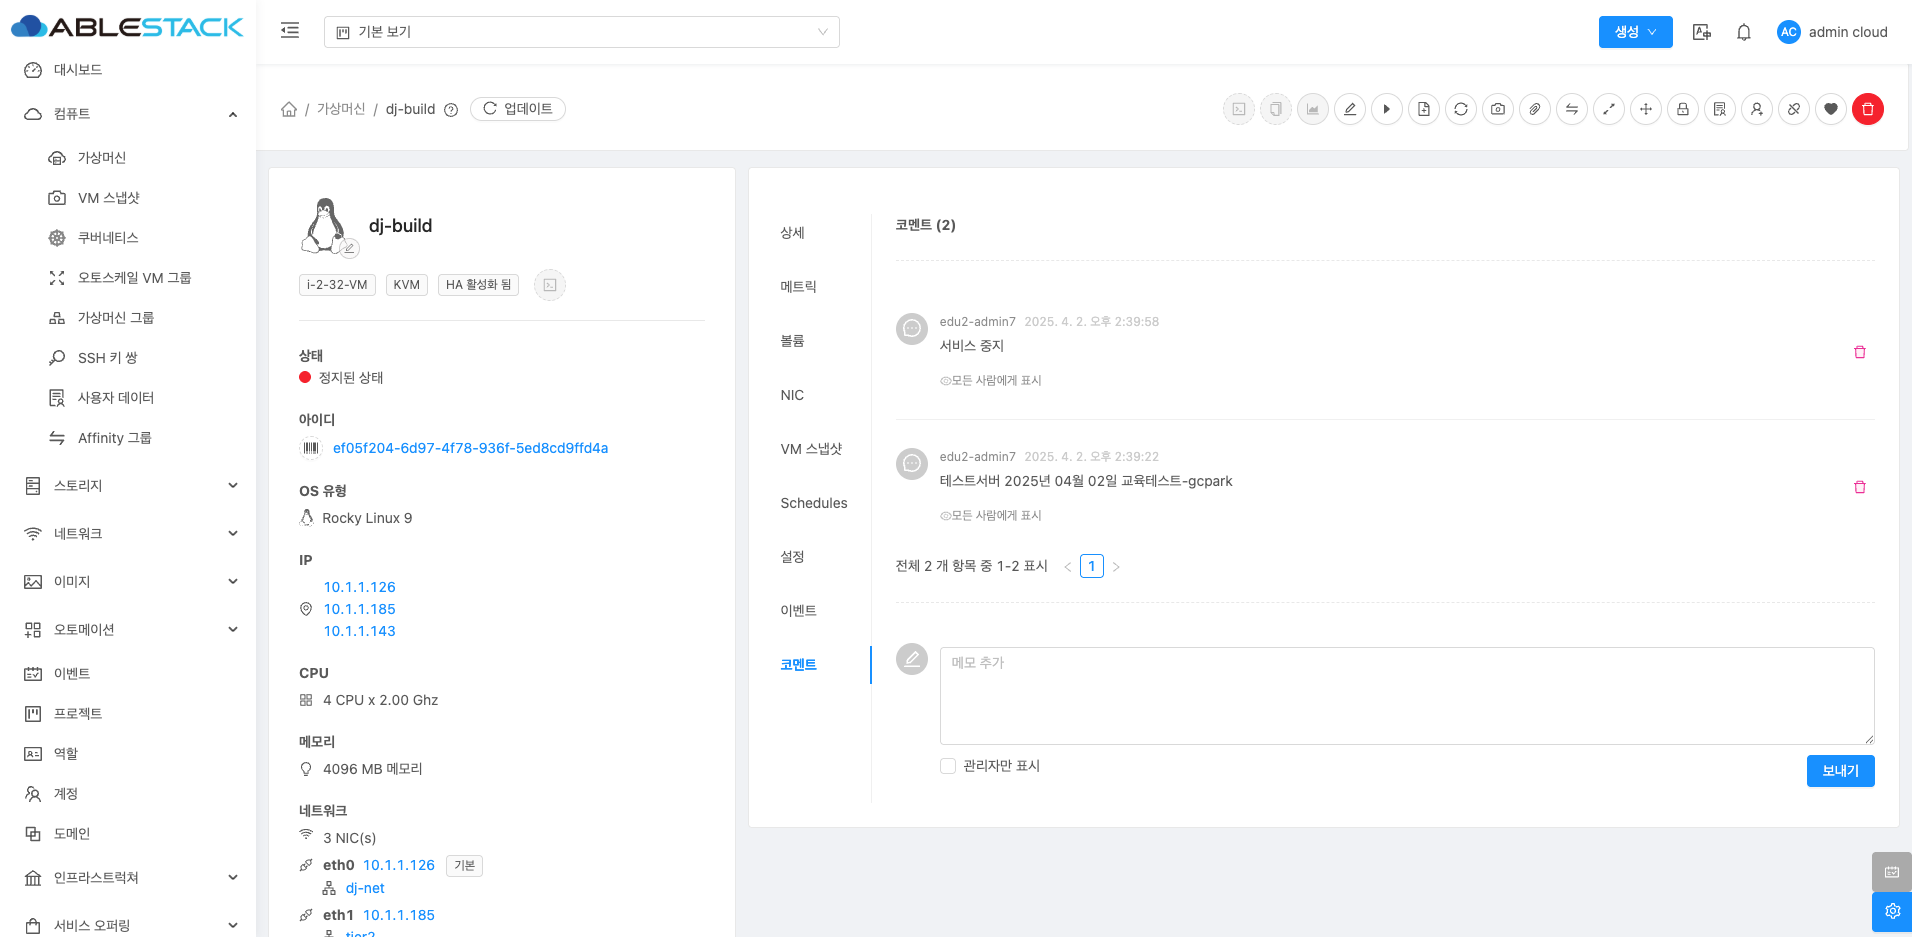 ABLESTACK
기본 보기
생성
AC
admin cloud
대시보드
컴퓨트
가상머신
VM 스냅샷
쿠버네티스
오토스케일 VM 그룹
가상머신 그룹
SSH 키 쌍
사용자 데이터
Affinity 그룹
스토리지
네트워크
이미지
오토메이션
이벤트
프로젝트
역할
계정
도메인
인프라스트럭쳐
서비스 오퍼링
/ 가상머신 / dj-build
업데이트
dj-build
i-2-32-VM
KVM
HA 활성화 됨
상태
정지된 상태
아이디
ef05f204-6d97-4f78-936f-5ed8cd9ffd4a
OS 유형
Rocky Linux 9
IP
10.1.1.126
10.1.1.185
10.1.1.143
CPU
4 CPU x 2.00 Ghz
메모리
4096 MB 메모리
네트워크
3 NIC(s)
eth0 10.1.1.126 기본
dj-net
eth1 10.1.1.185
tier2
상세
메트릭
볼륨
NIC
VM 스냅샷
Schedules
설정
이벤트
코멘트
코멘트 (2)
edu2-admin7 2025. 4. 2. 오후 2:39:58
서비스 중지
모든 사람에게 표시
edu2-admin7 2025. 4. 2. 오후 2:39:22
테스트서버 2025년 04월 02일 교육테스트-gcpark
모든 사람에게 표시
전체 2 개 항목 중 1-2 표시 < 1 >
메모 추가
관리자만 표시
보내기